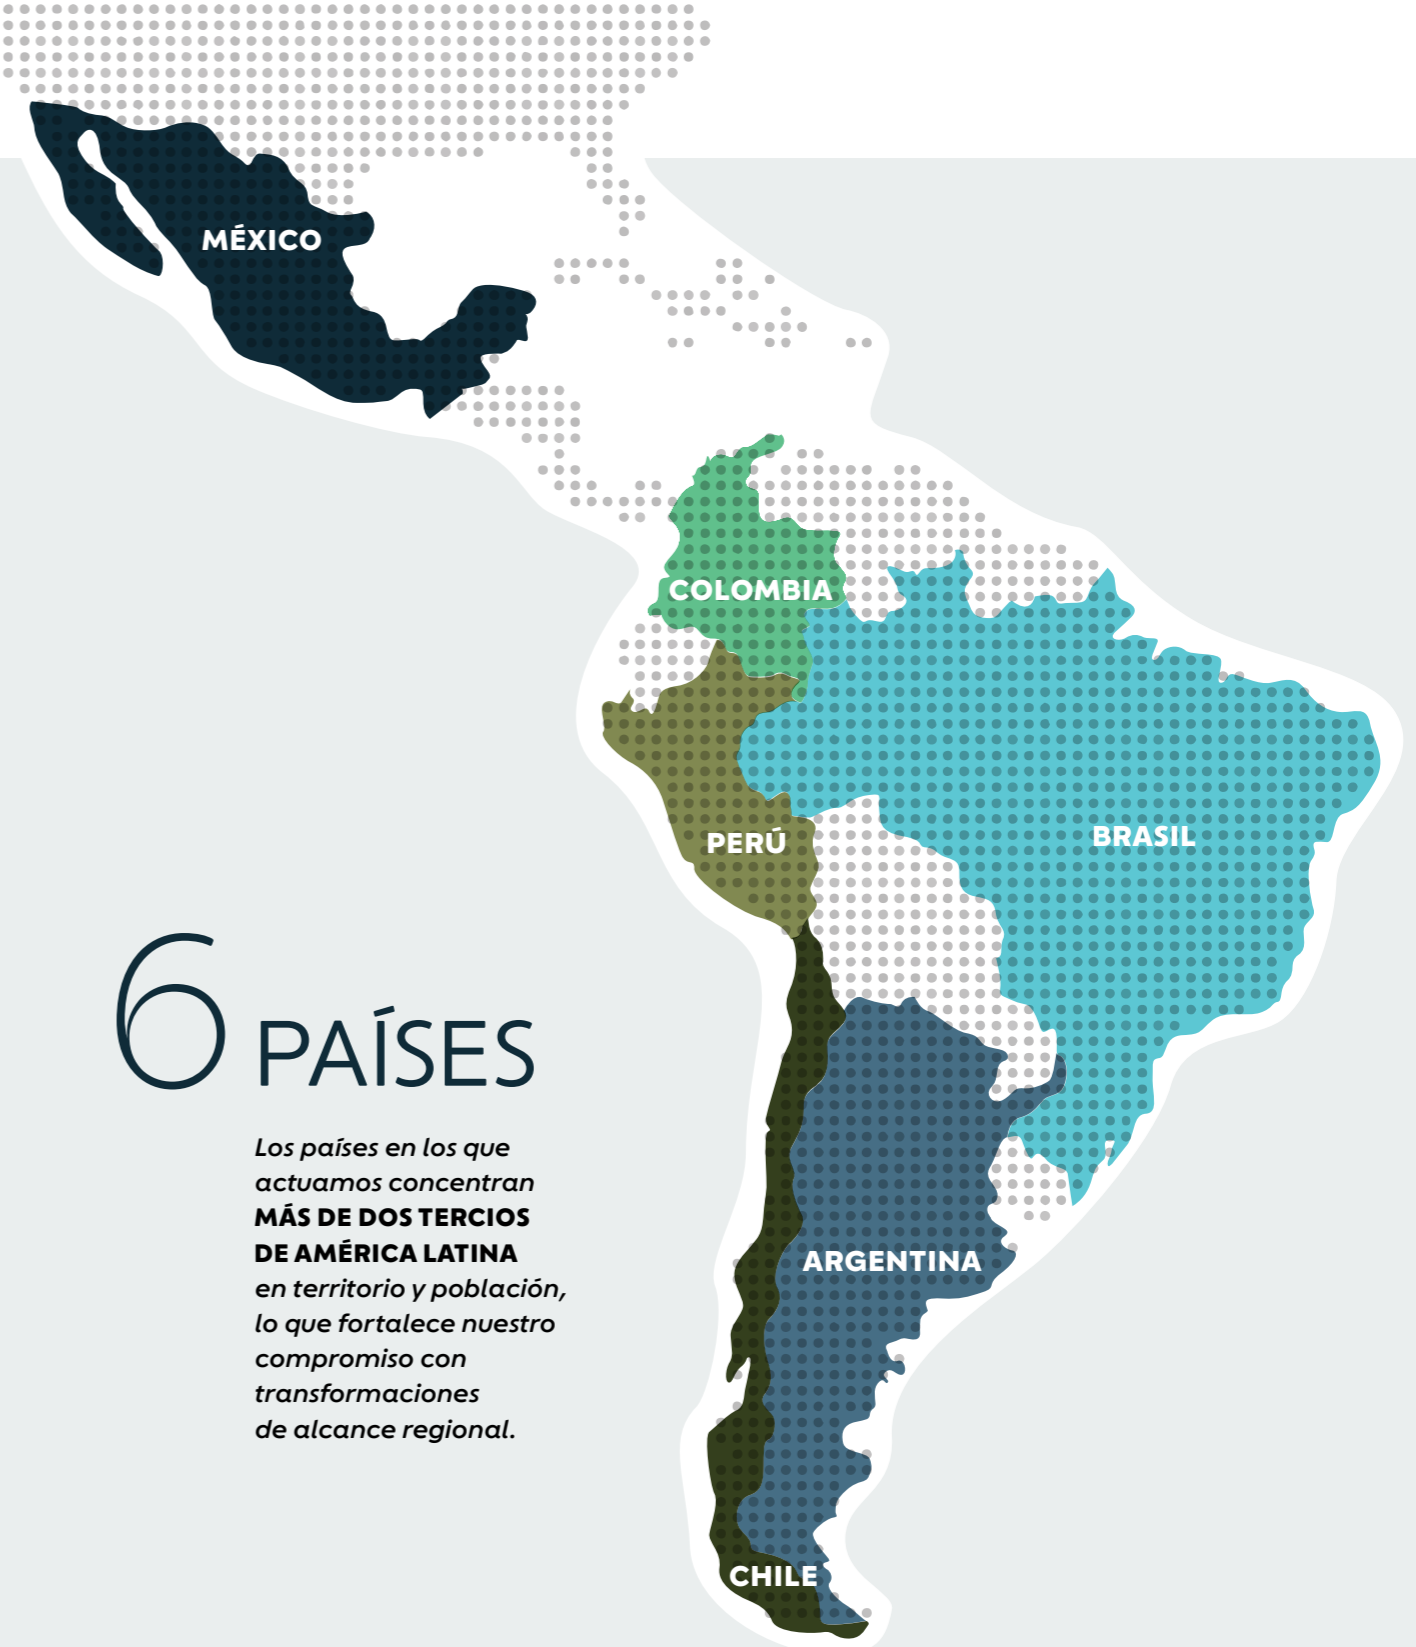 MÉXICO
COLOMBIA
PERÚ
BRASIL
6 PAÍSES
Los países en los que
actuamos concentran
MÁS DE DOS TERCIOS
DE AMÉRICA LATINA
en territorio y población,
lo que fortalece nuestro
compromiso con
transformaciones
de alcance regional.
ARGENTINA
CHILE